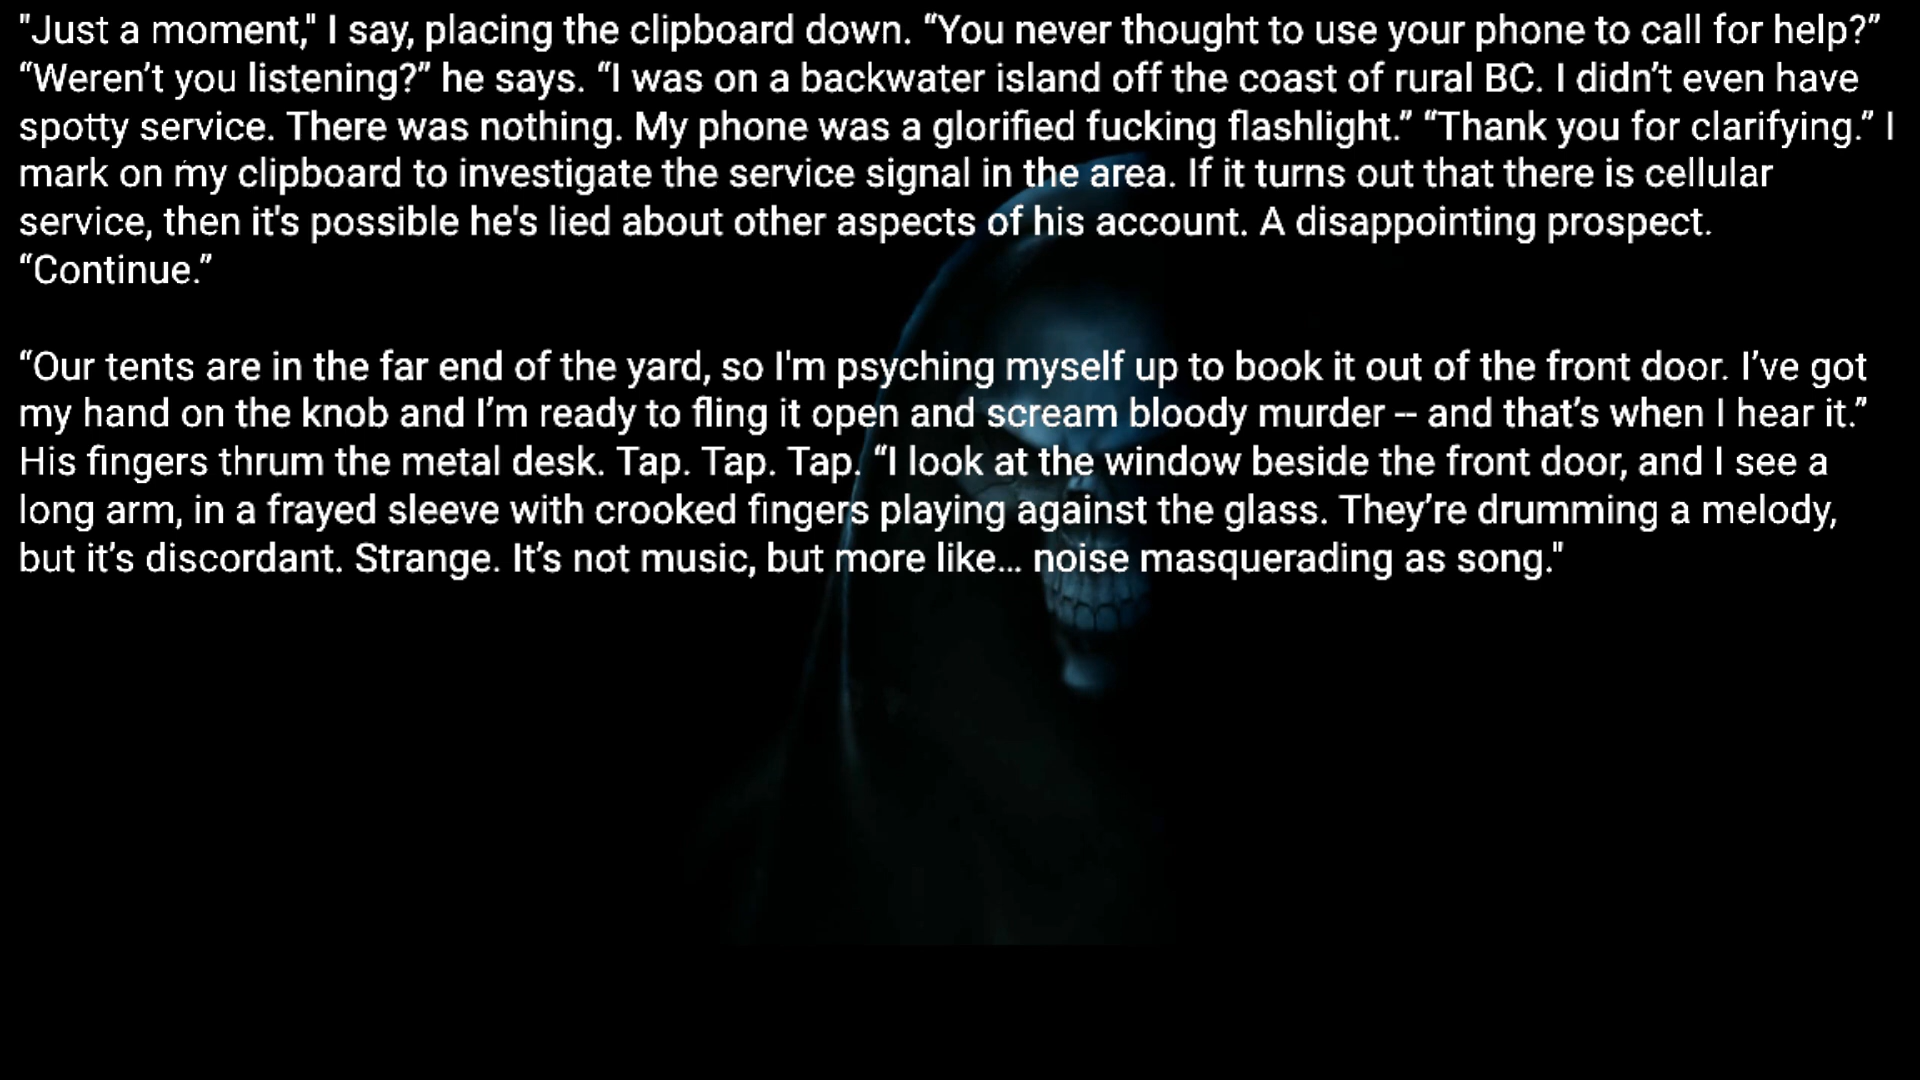 "Just a moment," I say, placing the clipboard down. “You never thought to use your phone to call for help?”
“Weren’t you listening?” he says. “I was on a backwater island off the coast of rural BC. I didn’t even have
spotty service. There was nothing. My phone was a glorified fucking flashlight.” “Thank you for clarifying.” I
mark on my clipboard to investigate the service signal in the area. If it turns out that there is cellular
service, then it's possible he's lied about other aspects of his account. A disappointing prospect.
“Continue.”
“Our tents are in the far end of the yard, so I'm psyching myself up to book it out of the front door. I’ve got
my hand on the knob and I’m ready to fling it open and scream bloody murder -- and that’s when I hear it.”
His fingers thrum the metal desk. Tap. Tap. Tap. “I look at the window beside the front door, and I see a
long arm, in a frayed sleeve with crooked fingers playing against the glass. They’re drumming a melody,
but it’s discordant. Strange. It’s not music, but more like... noise masquerading as song."